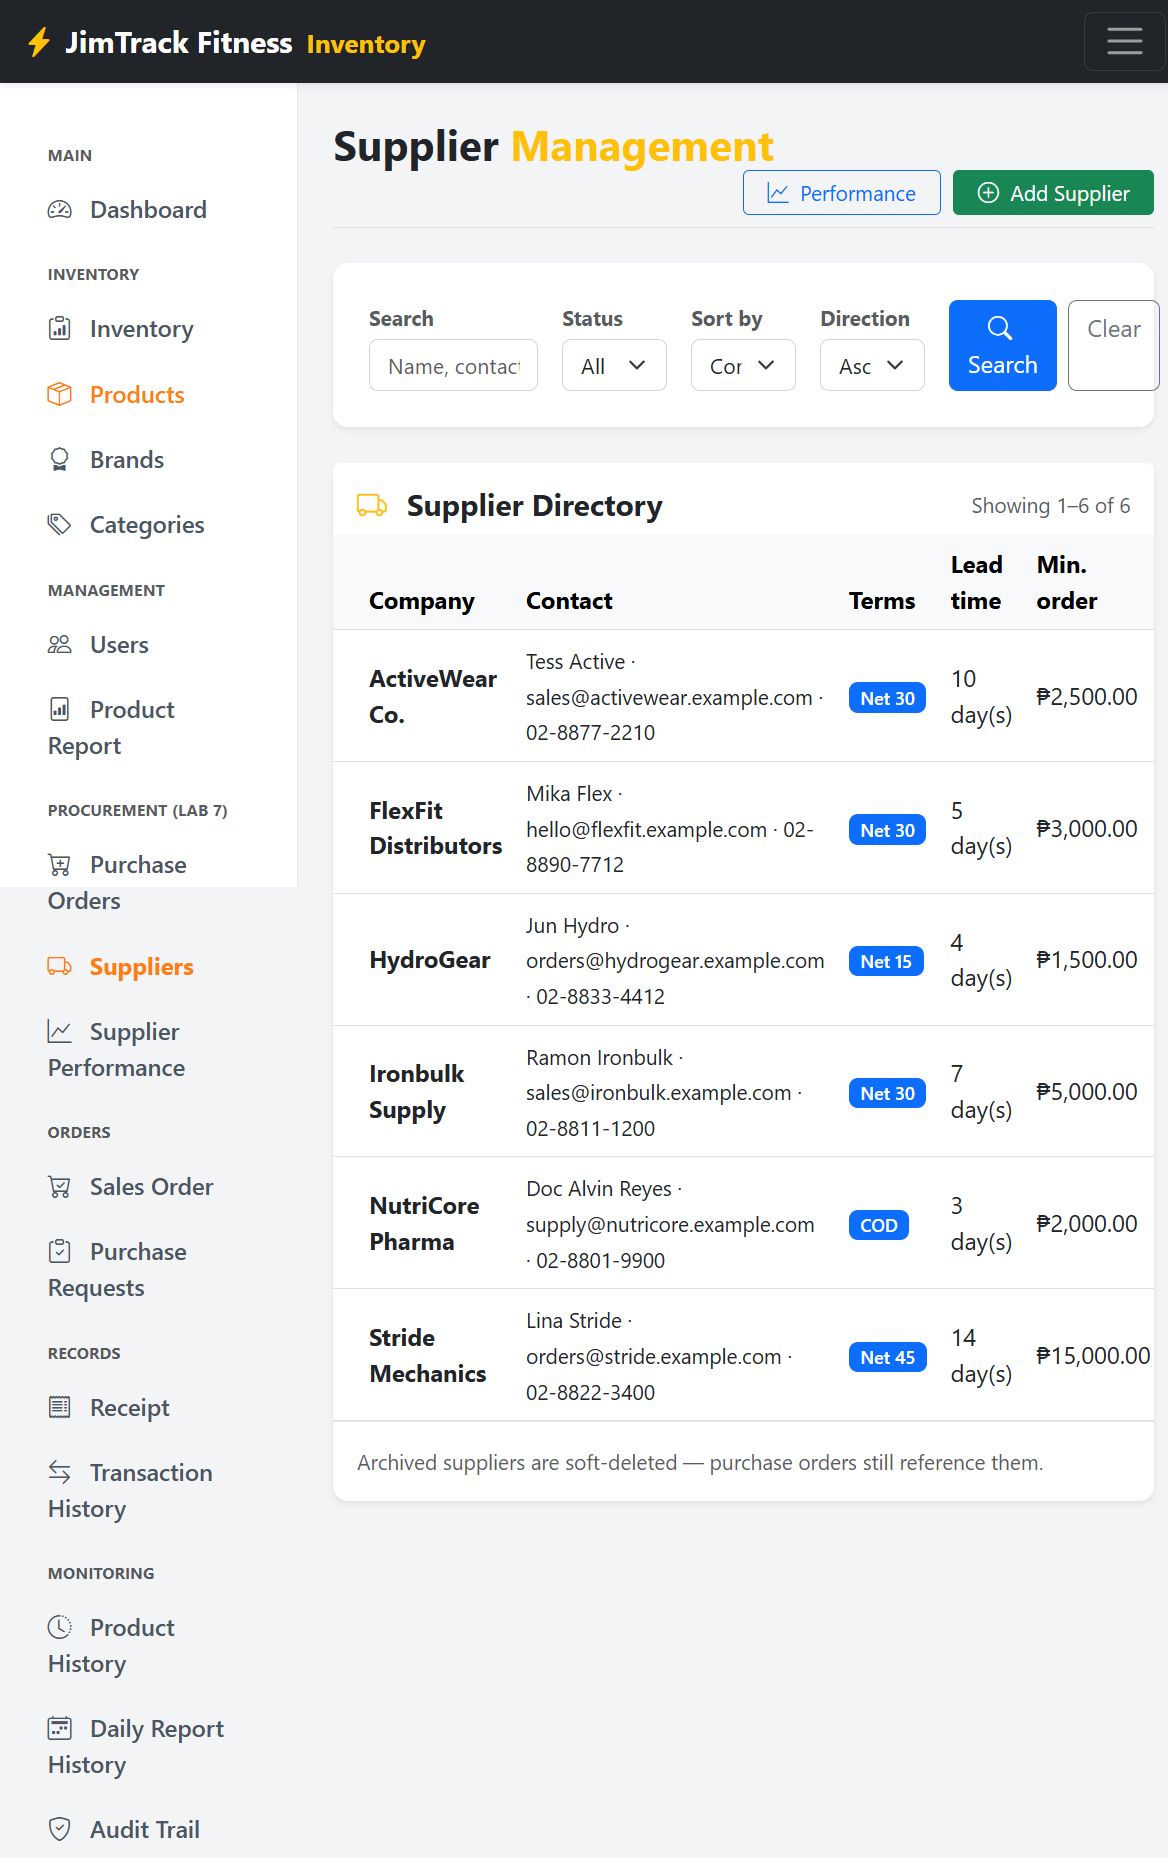 JimTrack Fitness Inventory
MAIN
Dashboard
INVENTORY
Inventory
Products
Brands
Categories
MANAGEMENT
Users
Product
Report
PROCUREMENT (LAB 7)
Purchase
Orders
Suppliers
Supplier
Performance
ORDERS
Sales Order
Purchase
Requests
RECORDS
Receipt
Transaction
History
MONITORING
Product
History
Daily Report
History
Audit Trail
Supplier Management
Performance
Add Supplier
Search
Status
Sort by
Direction
Name, contact
All
Cor
Asc
Search
Clear
Supplier Directory
Showing 1–6 of 6
Company Contact Terms Lead time Min. order
ActiveWear
Co.
Tess Active ·
sales@activewear.example.com ·
02-8877-2210
Net 30
10
day(s)
₱2,500.00
FlexFit
Distributors
Mika Flex ·
hello@flexfit.example.com · 02-
8890-7712
Net 30
5
day(s)
₱3,000.00
HydroGear
Jun Hydro ·
orders@hydrogear.example.com
· 02-8833-4412
Net 15
4
day(s)
₱1,500.00
Ironbulk
Supply
Ramon Ironbulk ·
sales@ironbulk.example.com ·
02-8811-1200
Net 30
7
day(s)
₱5,000.00
NutriCore
Pharma
Doc Alvin Reyes ·
supply@nutricore.example.com
· 02-8801-9900
COD
3
day(s)
₱2,000.00
Stride
Mechanics
Lina Stride ·
orders@stride.example.com ·
02-8822-3400
Net 45
14
day(s)
₱15,000.00
Archived suppliers are soft-deleted — purchase orders still reference them.